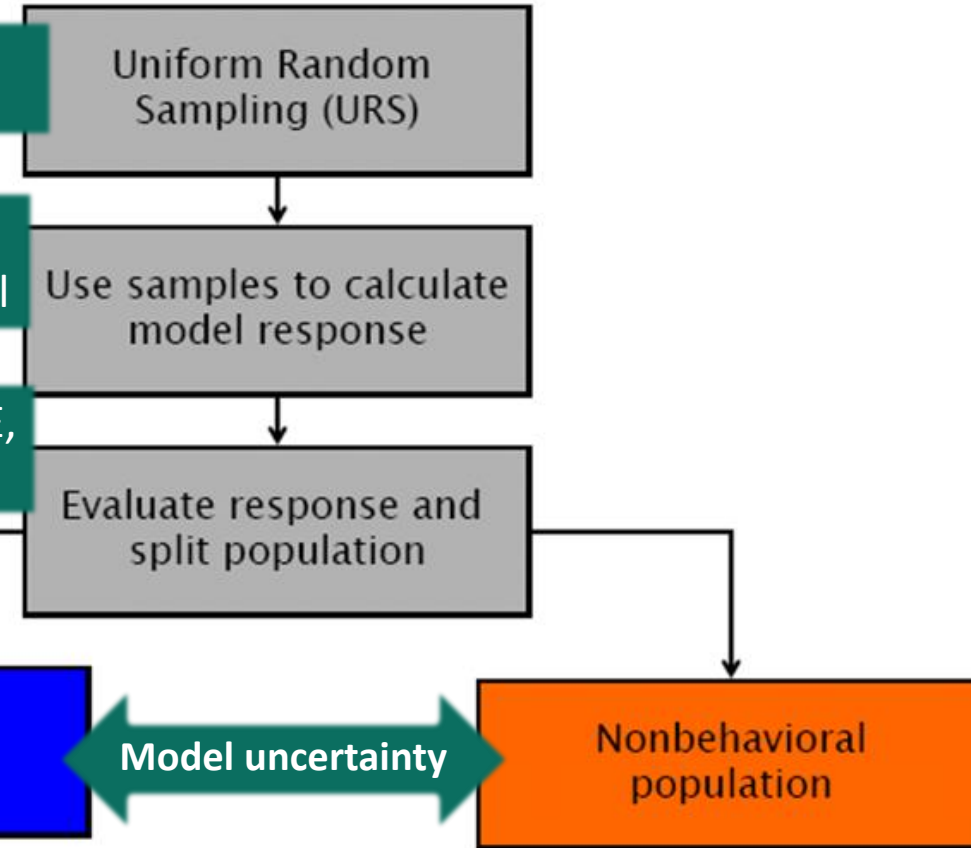 Uniform Random
Sampling (URS)
Use samples to calculate
model response
Evaluate response and
split population
Model uncertainty
Nonbehavioral
population